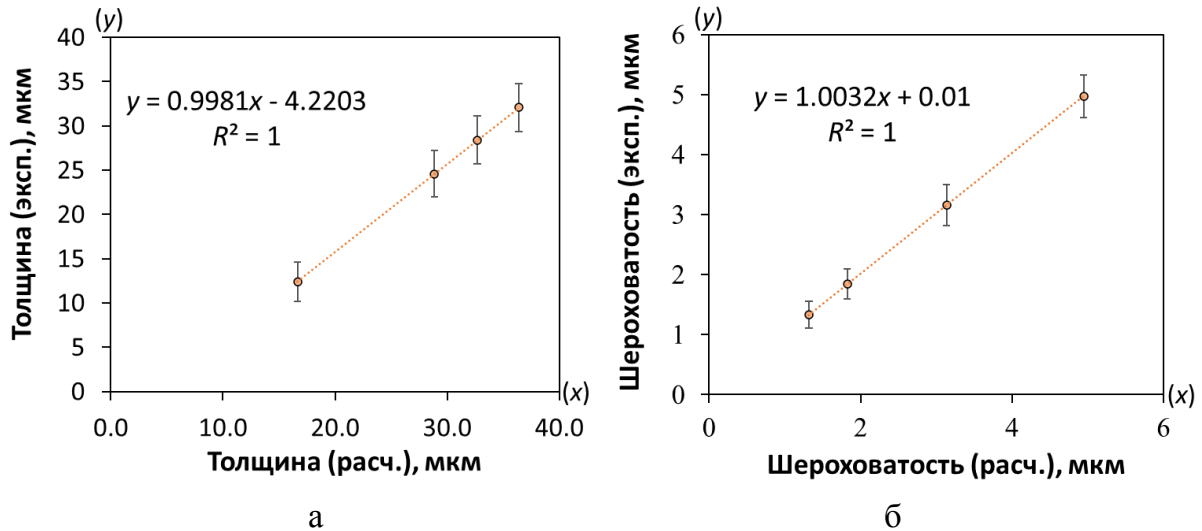 (y)
40
35
30
25
20
15
10
5
0
y = 0.9981x - 4.2203
R² = 1
Толщина (эксп.), мкм
0.0 10.0 20.0 30.0 40.0
(x)
Толщина (расч.), мкм
а
(y)
6
5
4
3
2
1
0
y = 1.0032x + 0.01
R² = 1
Шероховатость (эксп.), мкм
0 2 4 6
(x)
Шероховатость (расч.), мкм
б